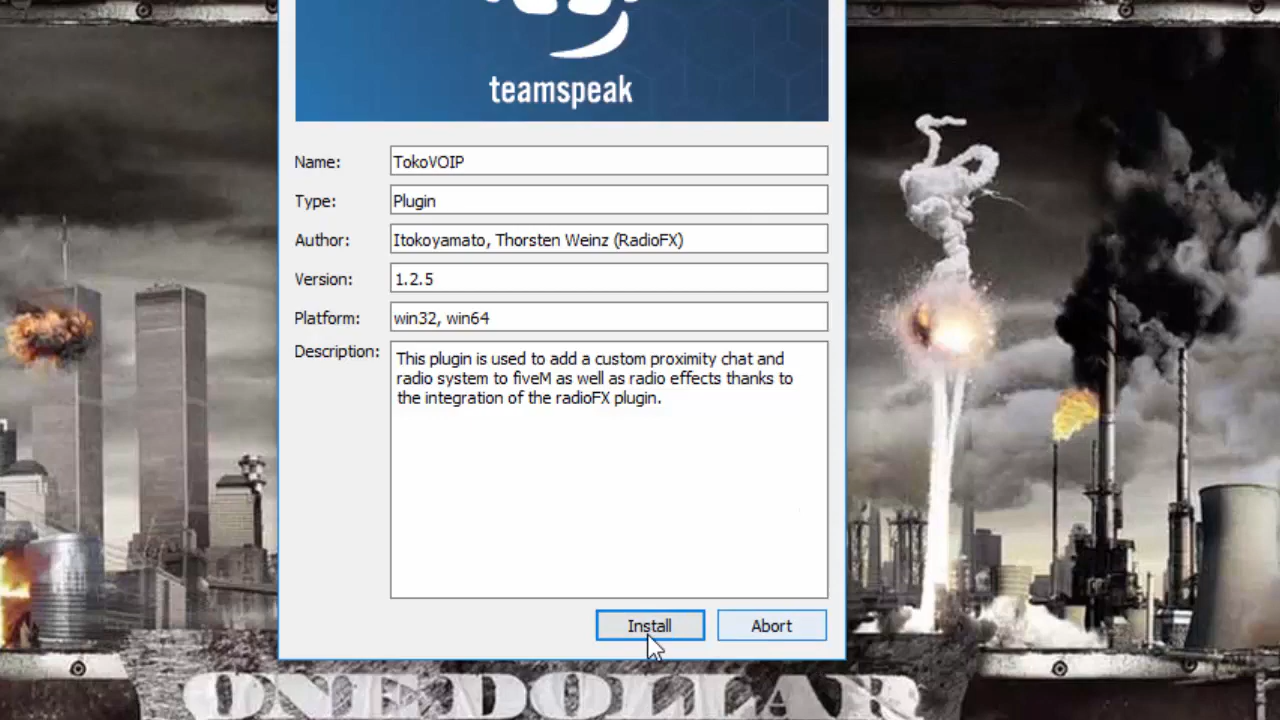 teamspeak
Name: TokoVOIP
Type: Plugin
Author: Itokoyamato, Thorsten Weinz (RadioFX)
Version: 1.2.5
Platform: win32, win64
Description: This plugin is used to add a custom proximity chat and
radio system to fiveM as well as radio effects thanks to
the integration of the radioFX plugin.
Install Abort
ONE DOLLAR